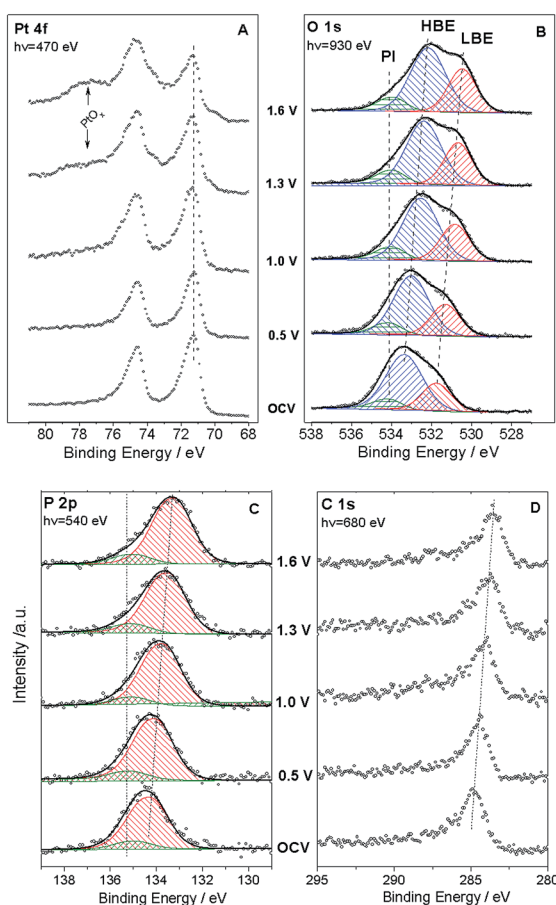 Pt 4f
A
hν=470 eV
PtOx
1.6 V
1.3 V
1.0 V
0.5 V
OCV
80 78 76 74 72 70 68
Binding Energy / eV
O 1s
HBE
B
hν=930 eV
PI
LBE
538 536 534 532 530 528
Binding Energy / eV
P 2p
C
hν=540 eV
1.6 V
1.3 V
1.0 V
0.5 V
OCV
138 136 134 132 130
Binding Energy / eV
Intensity /a.u.
C 1s
D
hν=680 eV
295 290 285 280
Binding Energy / eV